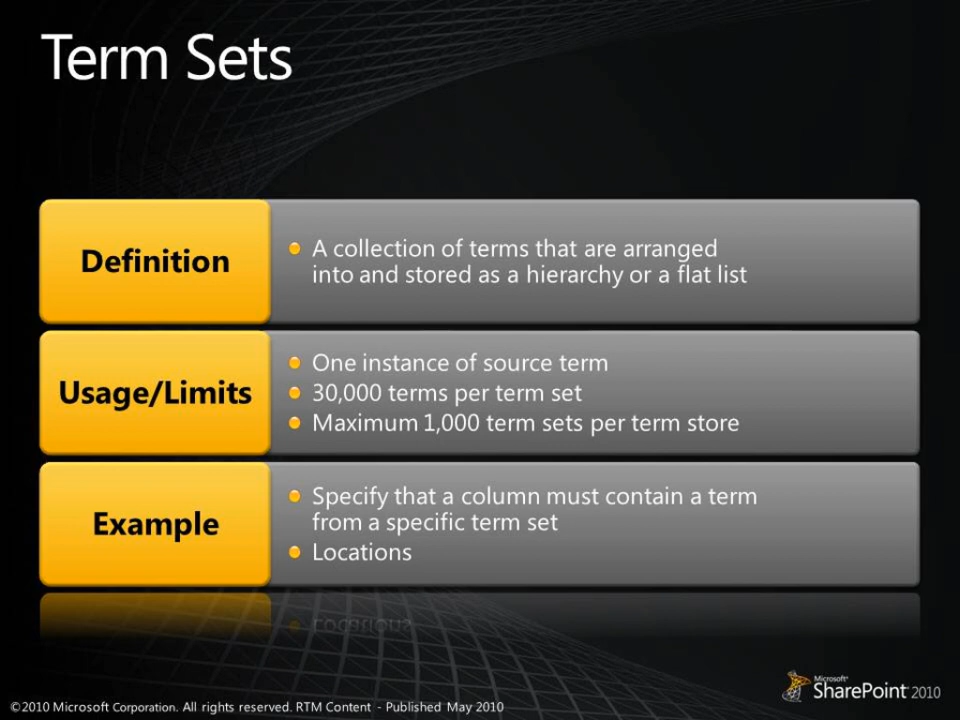 Term Sets
Definition
A collection of terms that are arranged
into and stored as a hierarchy or a flat list
Usage/Limits
One instance of source term
30,000 terms per term set
Maximum 1,000 term sets per term store
Example
Specify that a column must contain a term
from a specific term set
Locations
Microsoft®
SharePoint® 2010
©2010 Microsoft Corporation. All rights reserved. RTM Content - Published May 2010